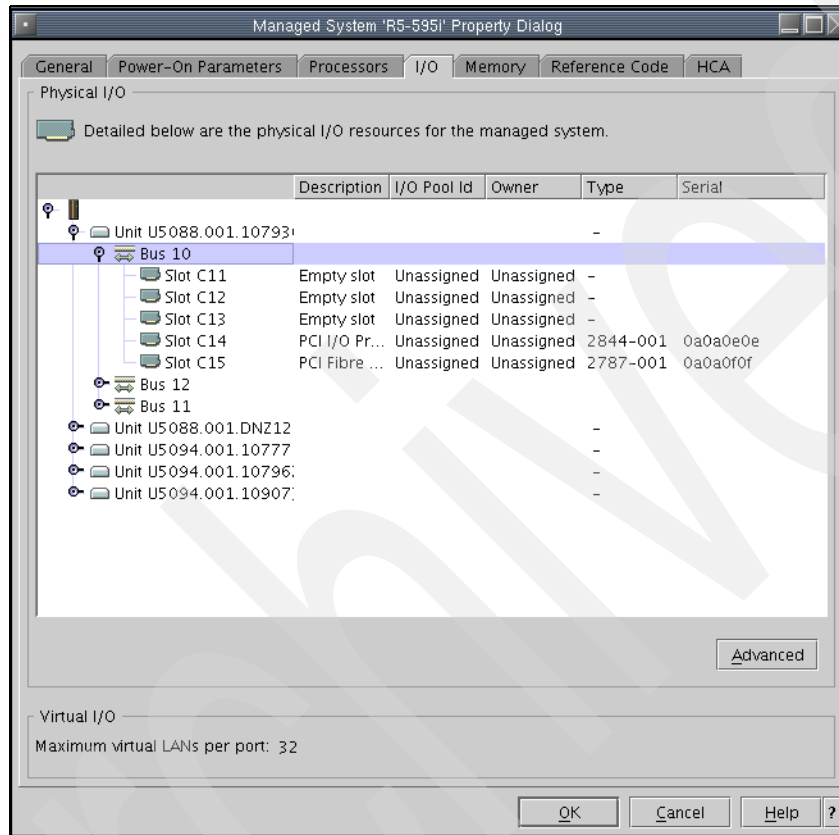 Managed System 'R5-595i' Property Dialog
General Power-On Parameters Processors I/O Memory Reference Code HCA
Physical I/O
Detailed below are the physical I/O resources for the managed system.
Description I/O Pool Id Owner Type Serial
Unit U5088.001.10793 -
Bus 10
Slot C11 Empty slot Unassigned Unassigned -
Slot C12 Empty slot Unassigned Unassigned -
Slot C13 Empty slot Unassigned Unassigned -
Slot C14 PCI I/O Pr... Unassigned Unassigned 2844-001 0a0a0e0e
Slot C15 PCI Fibre ... Unassigned Unassigned 2787-001 0a0a0f0f
Bus 12
Bus 11
Unit U5088.001.DNZ12 -
Unit U5094.001.10777 -
Unit U5094.001.10796 -
Unit U5094.001.10907 -
Advanced
Virtual I/O
Maximum virtual LANs per port: 32
OK Cancel Help ?